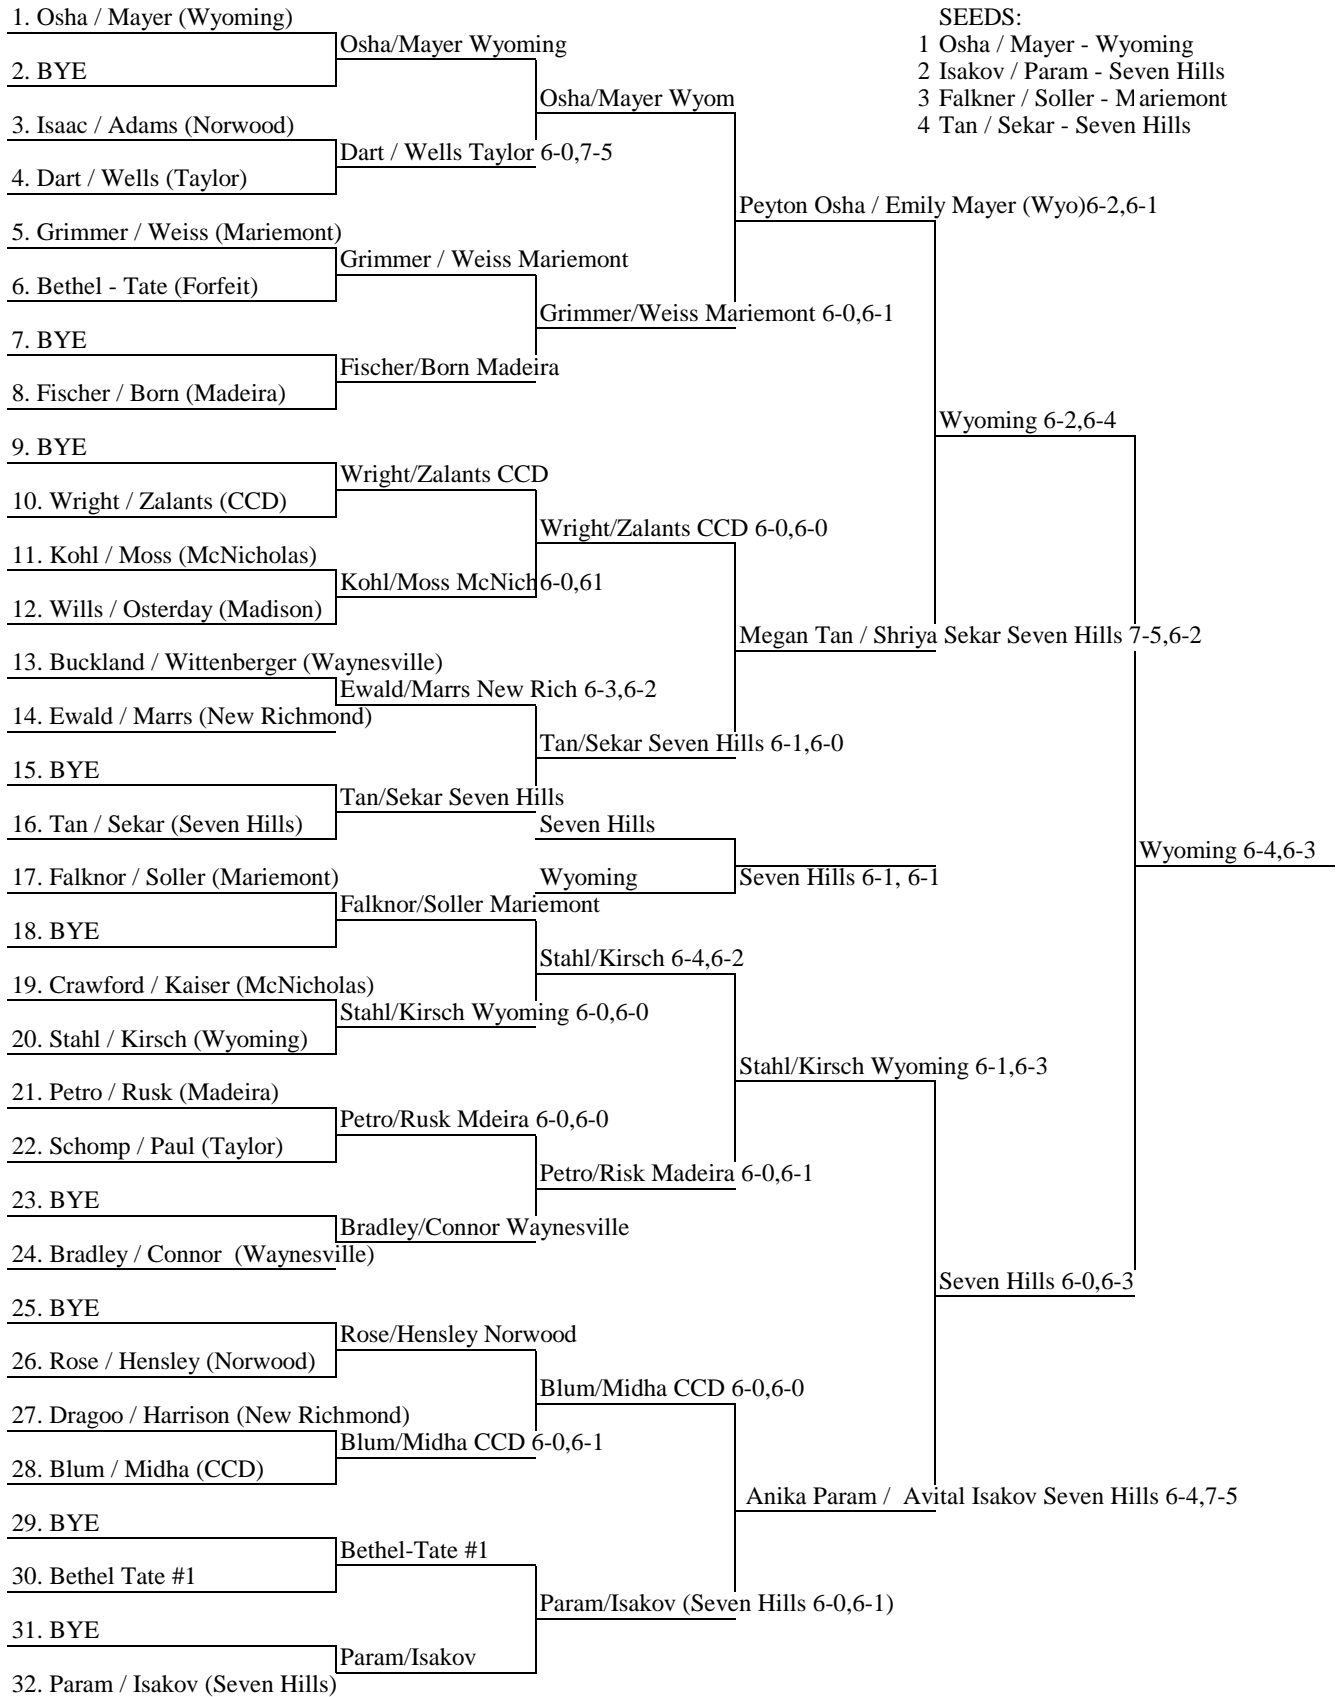 1. Osha / Mayer (Wyoming)
SEEDS:
Osha/Mayer Wyoming
1 Osha / Mayer - Wyoming
2. BYE
2 Isakov / Param - Seven Hills
Osha/Mayer Wyom
3 Falkner / Soller - Mariemont
3. Isaac / Adams (Norwood)
4 Tan / Sekar - Seven Hills
Dart / Wells Taylor 6-0,7-5
4. Dart / Wells (Taylor)
Peyton Osha / Emily Mayer (Wyo)6-2,6-1
5. Grimmer / Weiss (Mariemont)
Grimmer / Weiss Mariemont
6. Bethel - Tate (Forfeit)
Grimmer/Weiss Mariemont 6-0,6-1
7. BYE
Fischer/Born Madeira
8. Fischer / Born (Madeira)
Wyoming 6-2,6-4
9. BYE
Wright/Zalants CCD
10. Wright / Zalants (CCD)
Wright/Zalants CCD 6-0,6-0
11. Kohl / Moss (McNicholas)
Kohl/Moss McNich 6-0,61
12. Wills / Osterday (Madison)
Megan Tan / Shriya Sekar Seven Hills 7-5,6-2
13. Buckland / Wittenberger (Waynesville)
Ewald/Marrs New Rich 6-3,6-2
14. Ewald / Marrs (New Richmond)
Tan/Sekar Seven Hills 6-1,6-0
15. BYE
Tan/Sekar Seven Hills
16. Tan / Sekar (Seven Hills)
Seven Hills
Wyoming 6-4,6-3
17. Falknor / Soller (Mariemont)
Wyoming
Seven Hills 6-1, 6-1
Falknor/Soller Mariemont
18. BYE
Stahl/Kirsch 6-4,6-2
19. Crawford / Kaiser (McNicholas)
Stahl/Kirsch Wyoming 6-0,6-0
20. Stahl / Kirsch (Wyoming)
Stahl/Kirsch Wyoming 6-1,6-3
21. Petro / Rusk (Madeira)
Petro/Rusk Mdeira 6-0,6-0
22. Schomp / Paul (Taylor)
Petro/Risk Madeira 6-0,6-1
23. BYE
Bradley/Connor Waynesville
24. Bradley / Connor (Waynesville)
Seven Hills 6-0,6-3
25. BYE
Rose/Hensley Norwood
26. Rose / Hensley (Norwood)
Blum/Midha CCD 6-0,6-0
27. Dragoo / Harrison (New Richmond)
Blum/Midha CCD 6-0,6-1
28. Blum / Midha (CCD)
Anika Param / Avital Isakov Seven Hills 6-4,7-5
29. BYE
Bethel-Tate #1
30. Bethel Tate #1
Param/Isakov (Seven Hills 6-0,6-1)
31. BYE
Param/Isakov
32. Param / Isakov (Seven Hills)